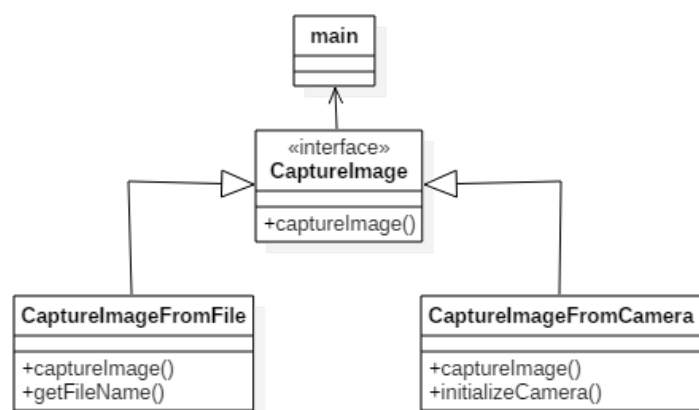 main
«interface»
CaptureImage
+captureImage()
CaptureImageFromFile
+captureImage()
+getFileName()
CaptureImageFromCamera
+captureImage()
+initializeCamera()